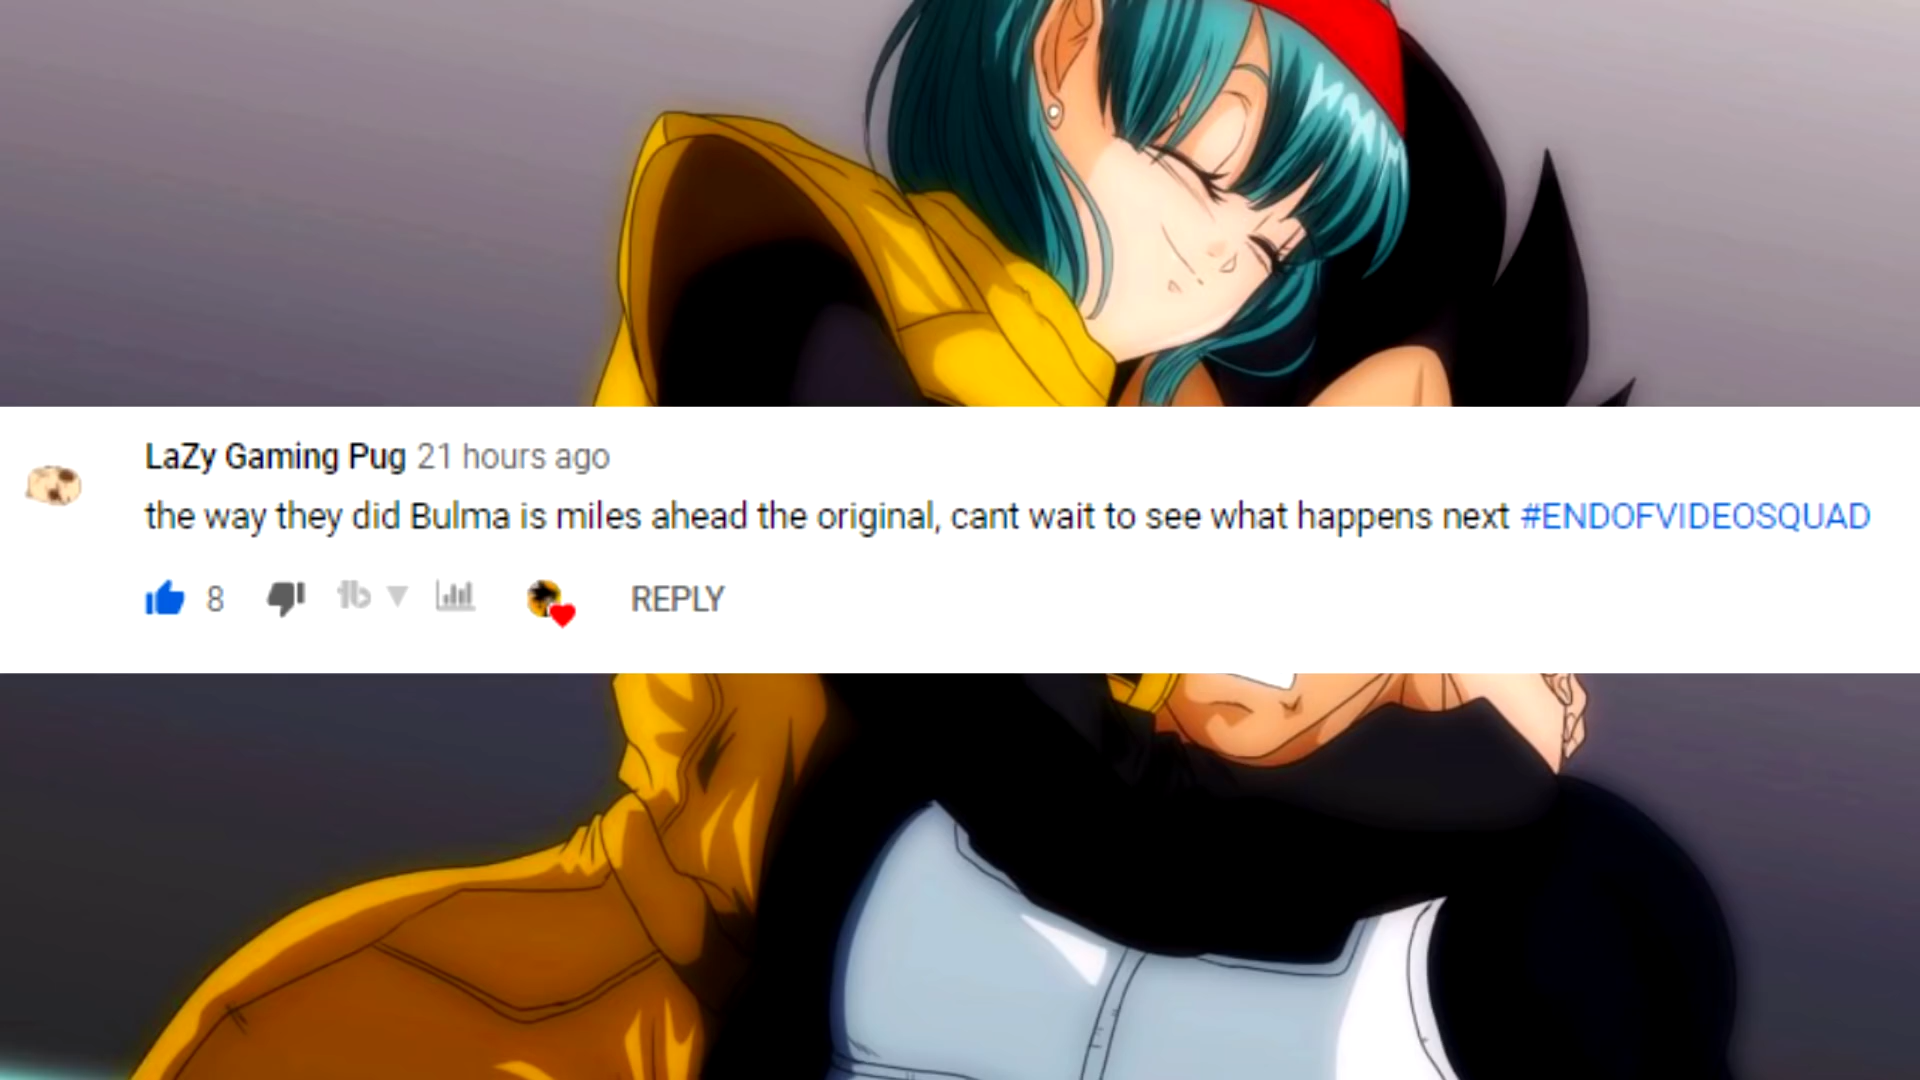 LaZy Gaming Pug 21 hours ago
the way they did Bulma is miles ahead the original, cant wait to see what happens next #ENDOFVIDEOSQUAD
8 REPLY